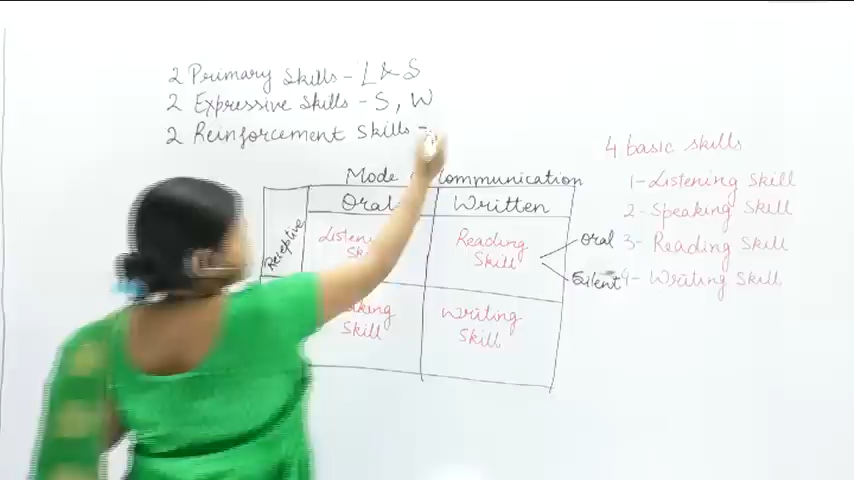 2 Primary Skills - L & S
2 Expressive Skills - S, W
2 Reinforcement Skills -
Mode Communication
Oral Written
Receptive
Reading Skill
Writing Skill
Skill
Oral
Silent
4 basic skills
1- Listening Skill
2- Speaking Skill
3- Reading Skill
4- Writing Skill